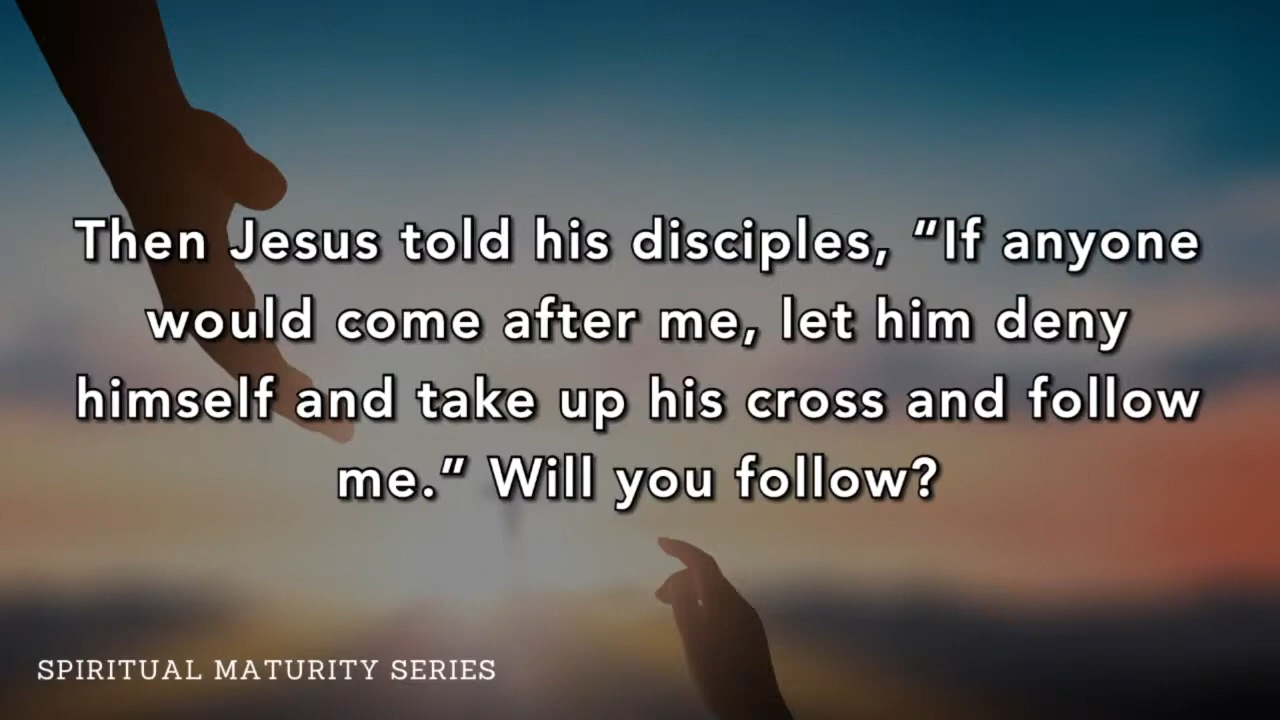 Then Jesus told his disciples, “If anyone
would come after me, let him deny
himself and take up his cross and follow
me.” Will you follow?
SPIRITUAL MATURITY SERIES